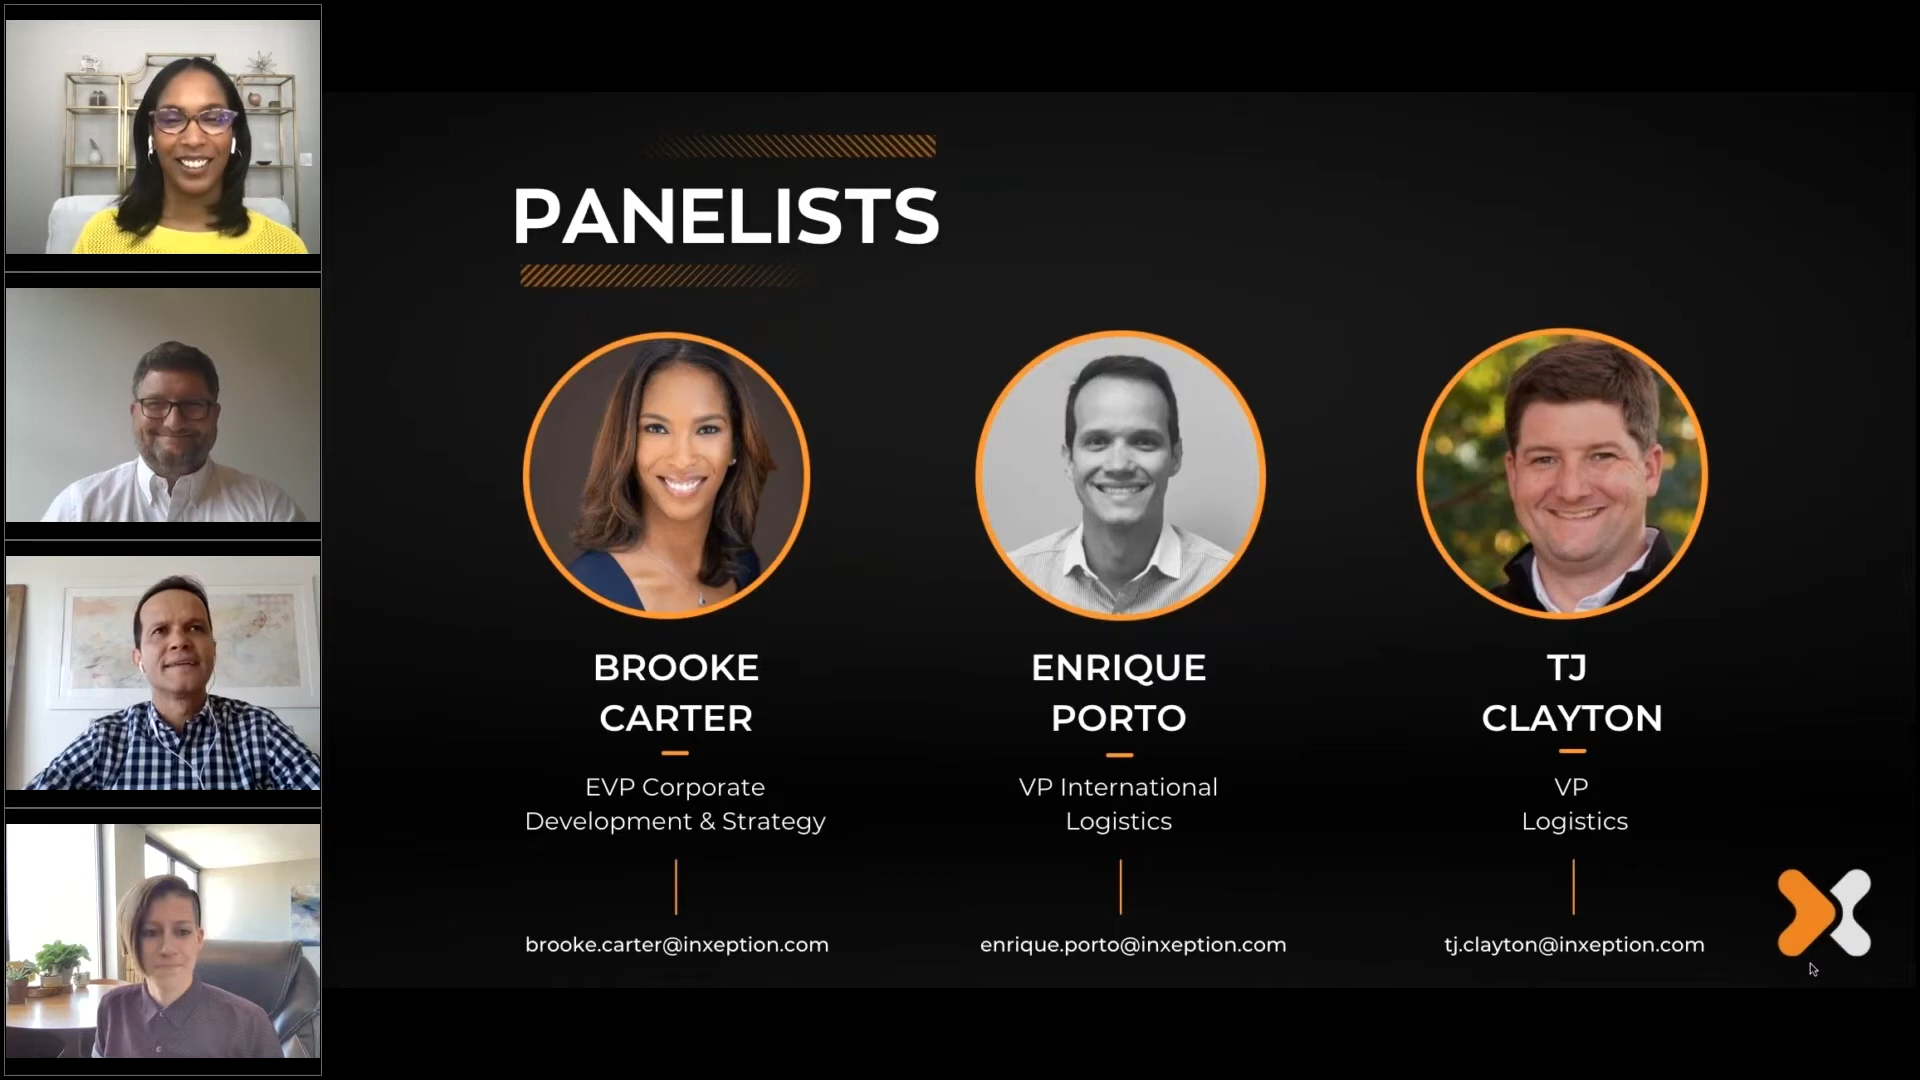 PANELISTS
BROOKE
CARTER
EVP Corporate
Development & Strategy
brooke.carter@inxeption.com
ENRIQUE
PORTO
VP International
Logistics
enrique.porto@inxeption.com
TJ
CLAYTON
VP
Logistics
tj.clayton@inxeption.com